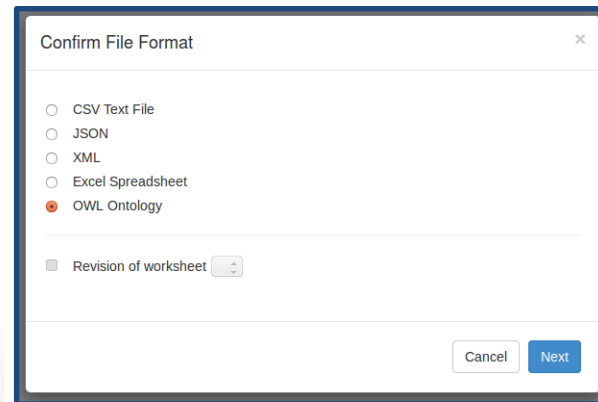 Confirm File Format
×
CSV Text File
JSON
XML
Excel Spreadsheet
OWL Ontology
Revision of worksheet
Cancel Next